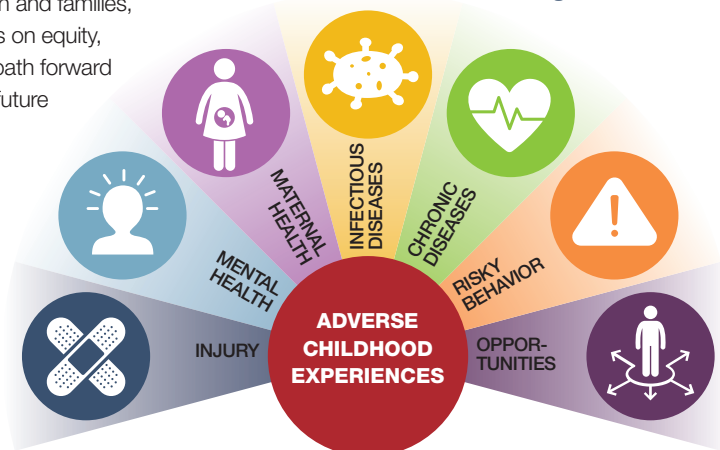 and families,
on equity,
path forward
future
INJURY
MENTAL
HEALTH
MATERNAL
HEALTH
INFECTIOUS
DISEASES
CHRONIC
DISEASES
RISKY
BEHAVIOR
OPPOR-
TUNITIES
ADVERSE
CHILDHOOD
EXPERIENCES